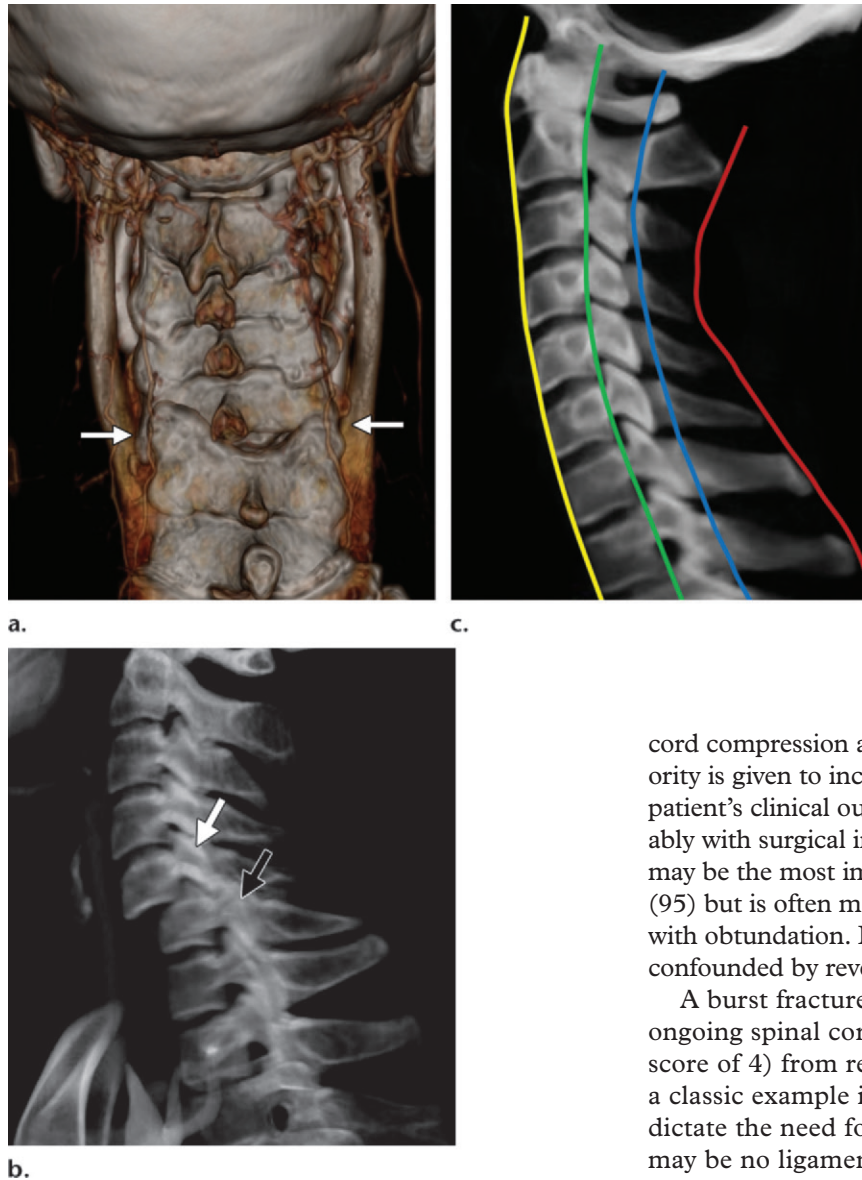 a.
c.
b.
cord compression a
ority is given to inc
patient’s clinical ou
ably with surgical in
may be the most im
(95) but is often m
with obtundation.
confounded by reve
A burst fracture
ongoing spinal cor
score of 4) from re
a classic example i
dictate the need fo
may be no ligamen